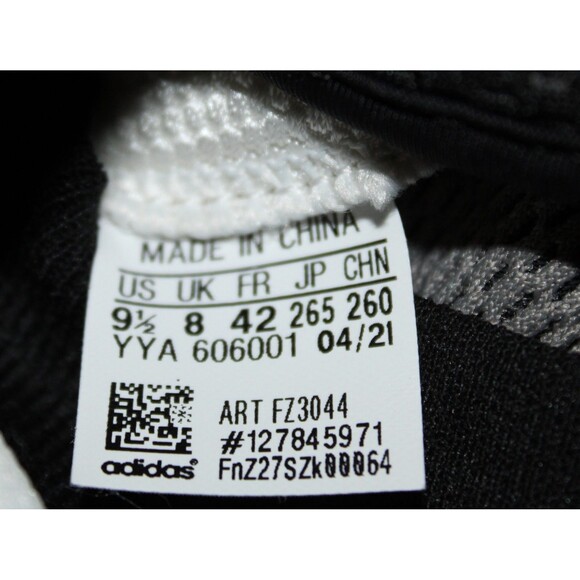 MADE IN CHINA
US UK FR JP CHN
9½ 8 42 265 260
YYA 606001 04/21
ART FZ3044
#127845971
adidas® FnZ27SZk00064